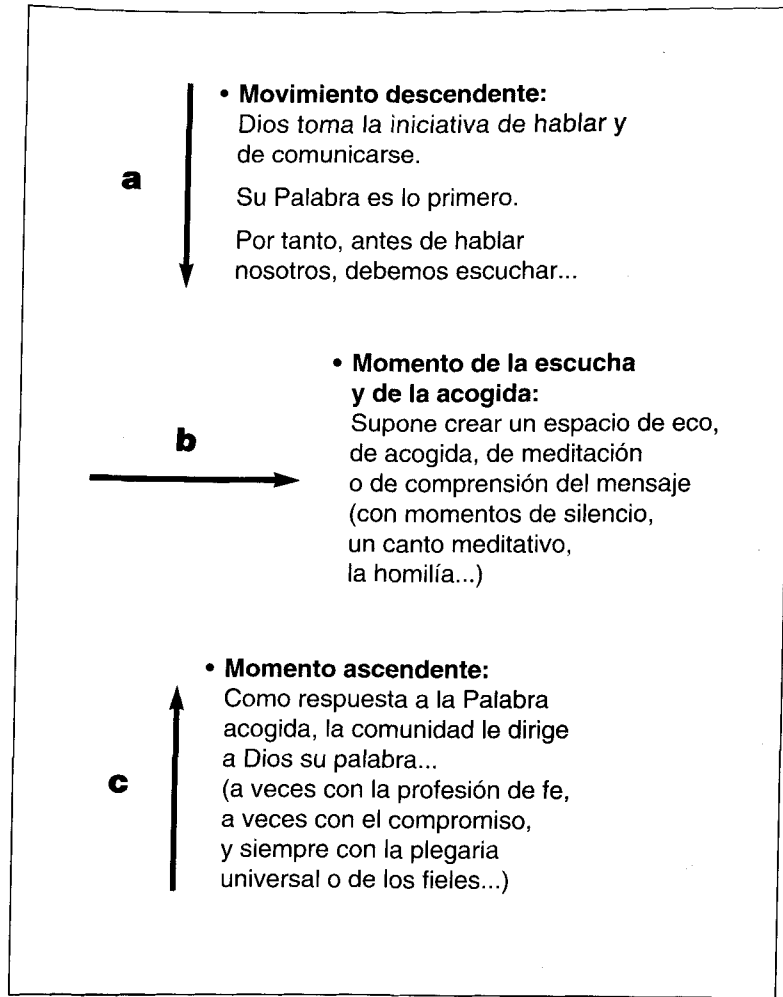 • Movimiento descendente:
Dios toma la iniciativa de hablar y
de comunicarse.
a
Su Palabra es lo primero.
Por tanto, antes de hablar
nosotros, debemos escuchar...
• Momento de la escucha
y de la acogida:
Supone crear un espacio de eco,
b
de acogida, de meditación
o de comprensión del mensaje
(con momentos de silencio,
un canto meditativo,
la homilía...)
• Momento ascendente:
Como respuesta a la Palabra
acogida, la comunidad le dirige
a Dios su palabra...
c
(a veces con la profesión de fe,
a veces con el compromiso,
y siempre con la plegaria
universal o de los fieles...)